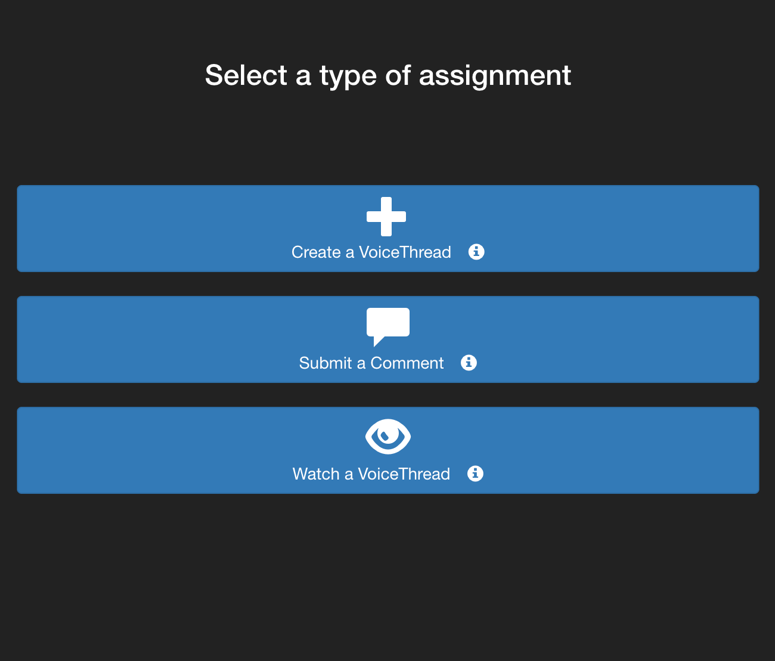 Select a type of assignment
Create a VoiceThread
Submit a Comment
Watch a VoiceThread